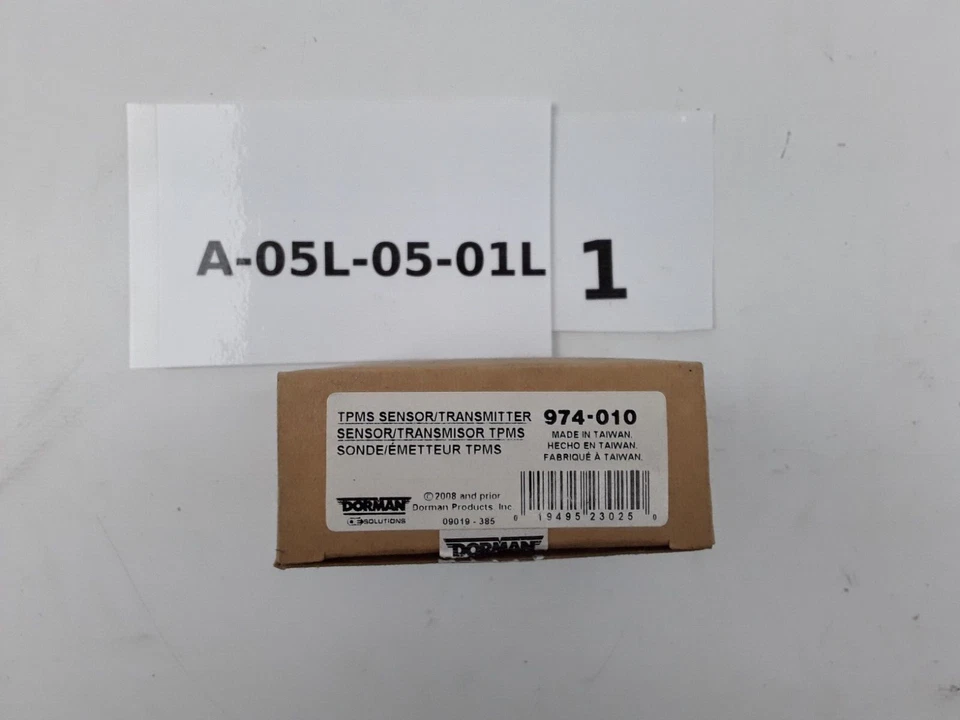 A-05L-05-01L
1
TPMS SENSOR/TRANSMITTER
SENSOR/TRANSMISOR TPMS
SONDE/ÉMETTEUR TPMS
974-010
MADE IN TAIWAN.
HECHO EN TAIWAN.
FABRIQUÉ À TAIWAN.
DORMAN
OE SOLUTIONS
©2008 and prior
Dorman Products, Inc.
09019 - 385
0 19495 23025 0
DORMAN